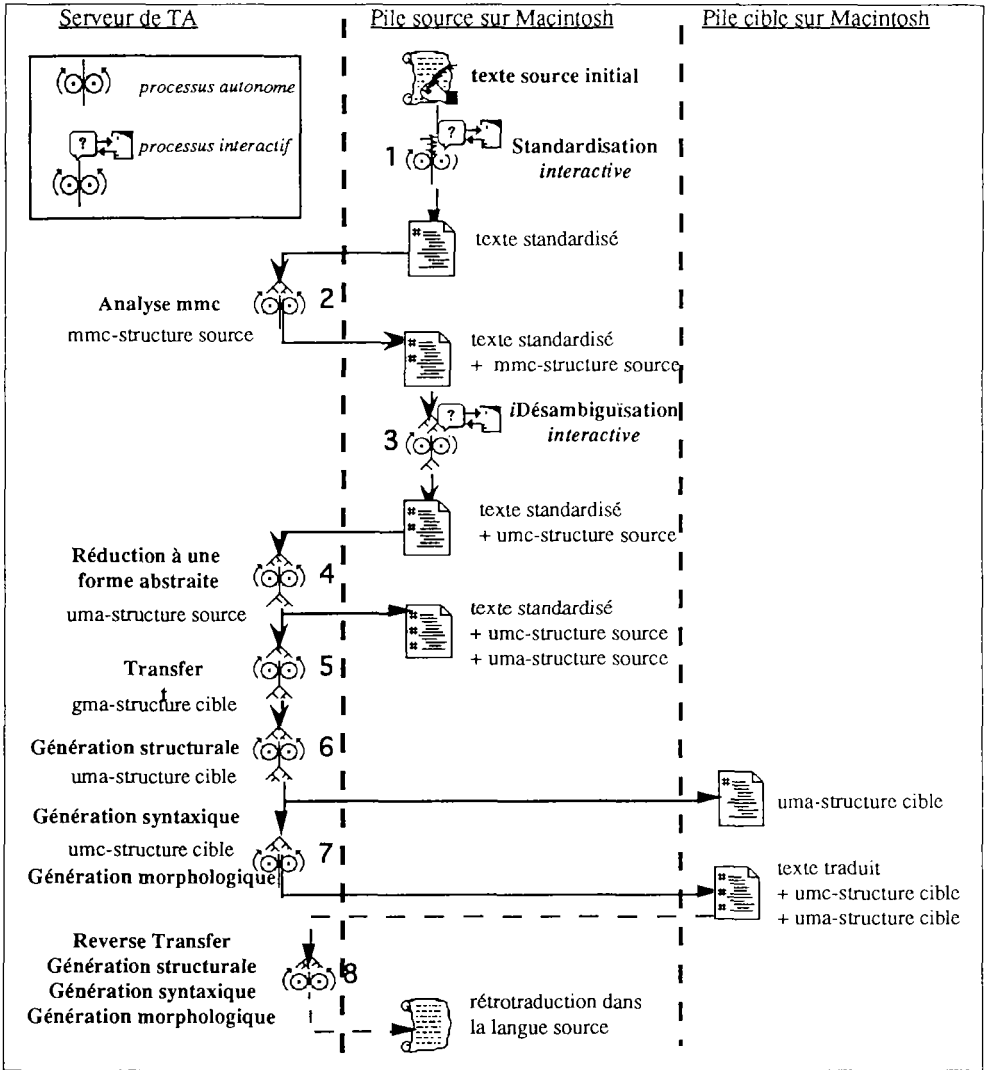 Serveur de TA
Pile source sur Macintosh
Pile cible sur Macintosh
processus autonome
?
processus interactif
texte source initial
?
1
Standardisation
interactive
texte standardisé
Analyse mmc
2
mmc-structure source
texte standardisé
+ mmc-structure source
?
iDésambiguïsation
interactive
3
texte standardisé
+ umc-structure source
Réduction à une
forme abstraite
4
uma-structure source
texte standardisé
+ umc-structure source
+ uma-structure source
Transfer
t
5
gma-structure cible
Génération structurale
6
uma-structure cible
uma-structure cible
Génération syntaxique
umc-structure cible
7
Génération morphologique
texte traduit
+ umc-structure cible
+ uma-structure cible
Reverse Transfer
Génération structurale
8
Génération syntaxique
Génération morphologique
rétrotraduction dans
la langue source